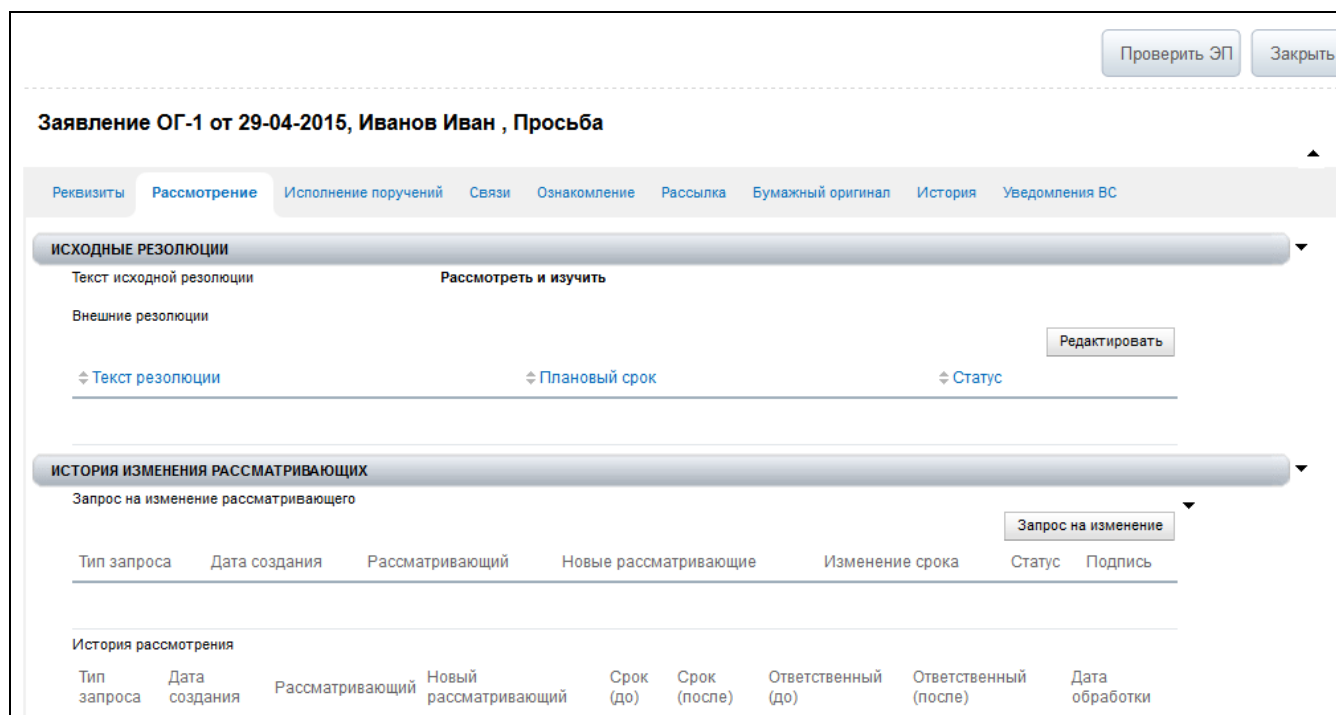 Проверить ЭП Закрыть
Заявление ОГ-1 от 29-04-2015, Иванов Иван , Просьба
Реквизиты Рассмотрение Исполнение поручений Связи Ознакомление Рассылка Бумажный оригинал История Уведомления ВС
ИСХОДНЫЕ РЕЗОЛЮЦИИ
Текст исходной резолюции Рассмотреть и изучить
Внешние резолюции
Редактировать
Текст резолюции Плановый срок Статус
ИСТОРИЯ ИЗМЕНЕНИЯ РАССМАТРИВАЮЩИХ
Запрос на изменение рассматривающего
Запрос на изменение
Тип запроса Дата создания Рассматривающий Новые рассматривающие Изменение срока Статус Подпись
История рассмотрения
Тип запроса Дата создания Рассматривающий Новый рассматривающий Срок (до) Срок (после) Ответственный (до) Ответственный (после) Дата обработки